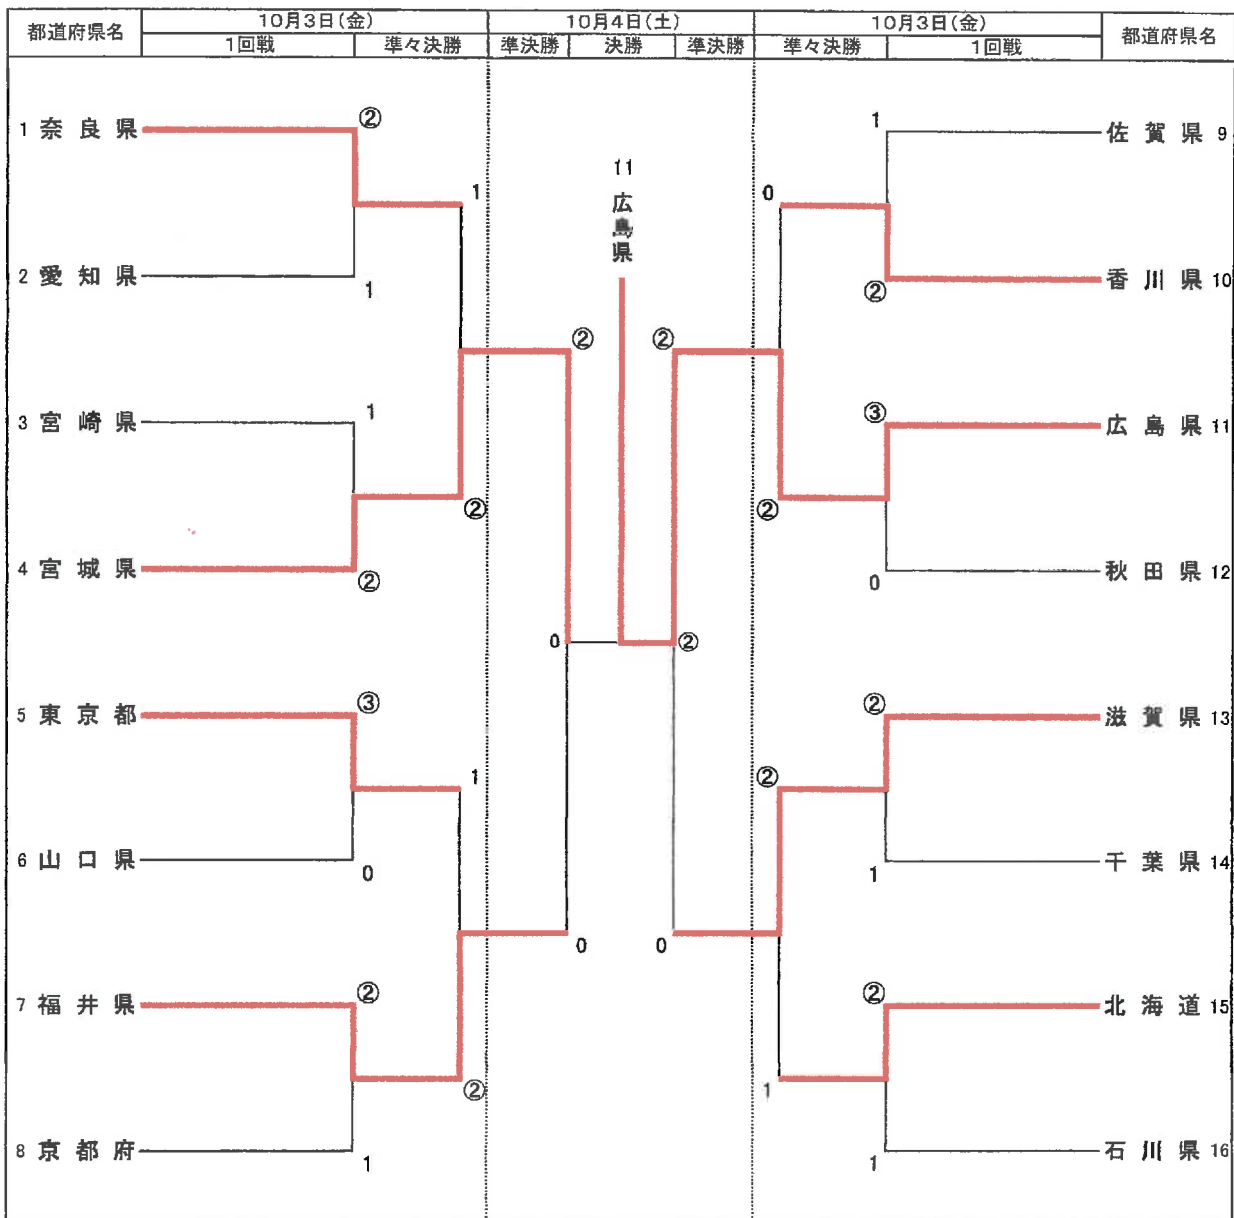 都道府県名 10月3日(金) 10月4日(土) 10月3日(金) 都道府県名
1回戦 準々決勝 準決勝 決勝 準決勝 準々決勝 1回戦
② 1
1 奈良県 佐賀県 9
11
1 0
広島県
2 愛知県 1 ② 香川県 10
② ②
3 宮崎県 1 ③ 広島県 11
② ②
4 宮城県 ② 0 秋田県 12
0 ②
③ ②
5 東京都 滋賀県 13
1 ②
6 山口県 0 1 千葉県 14
0 0
② ②
7 福井県 北海道 15
② 1
8 京都府 1 1 石川県 16